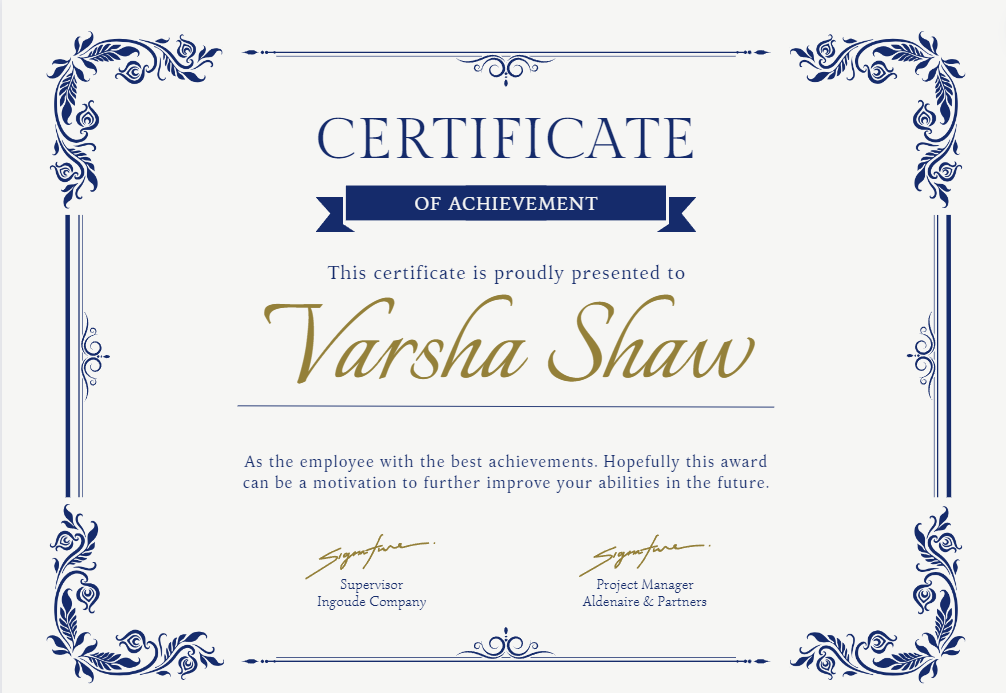 CERTIFICATE
OF ACHIEVEMENT
This certificate is proudly presented to
Varsha Shaw
As the employee with the best achievements. Hopefully this award
can be a motivation to further improve your abilities in the future.
Signature Signature
Supervisor Project Manager
Ingoude Company Aldenaire & Partners